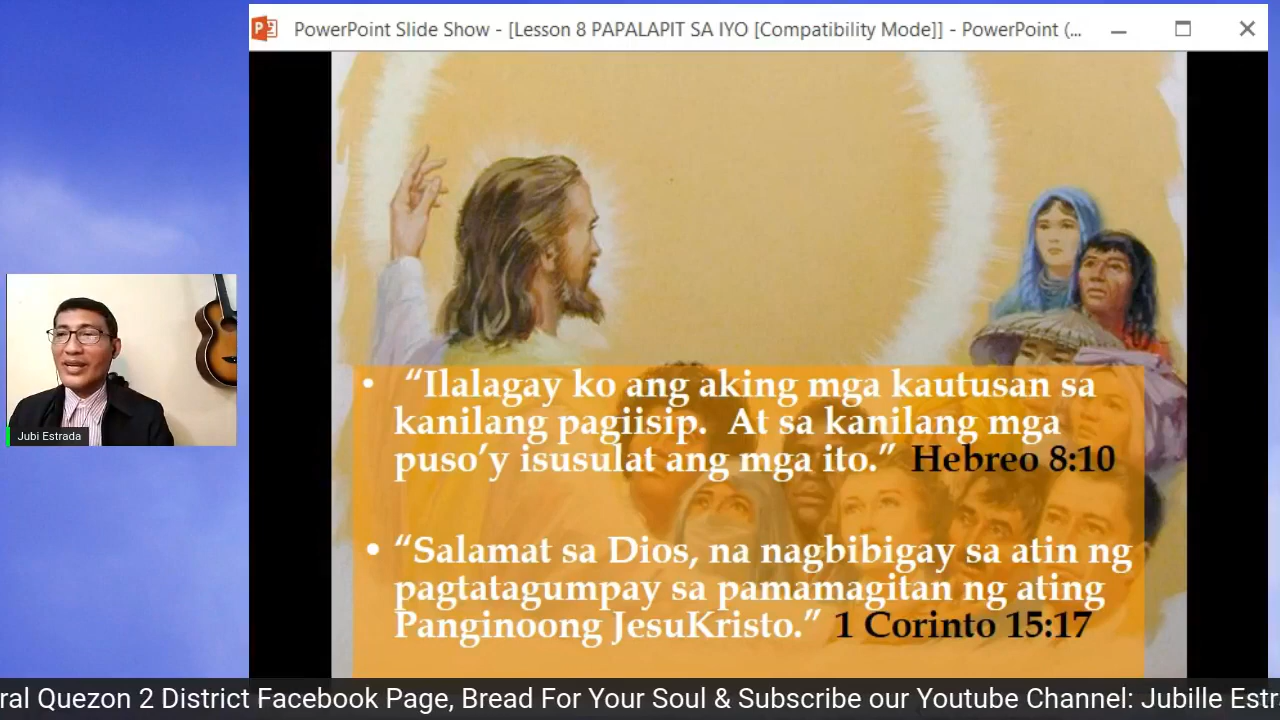 PowerPoint Slide Show - [Lesson 8 PAPALAPIT SA IYO [Compatibility Mode]] - PowerPoint (...
• “Ilalagay ko ang aking mga kautusan sa
kanilang pagiisip. At sa kanilang mga
puso’y isusulat ang mga ito.” Hebreo 8:10
• “Salamat sa Dios, na nagbibigay sa atin ng
pagtatagumpay sa pamamagitan ng ating
Panginoong JesuKristo.” 1 Corinto 15:17
Jubi Estrada
ral Quezon 2 District Facebook Page, Bread For Your Soul & Subscribe our Youtube Channel: Jubille Estr